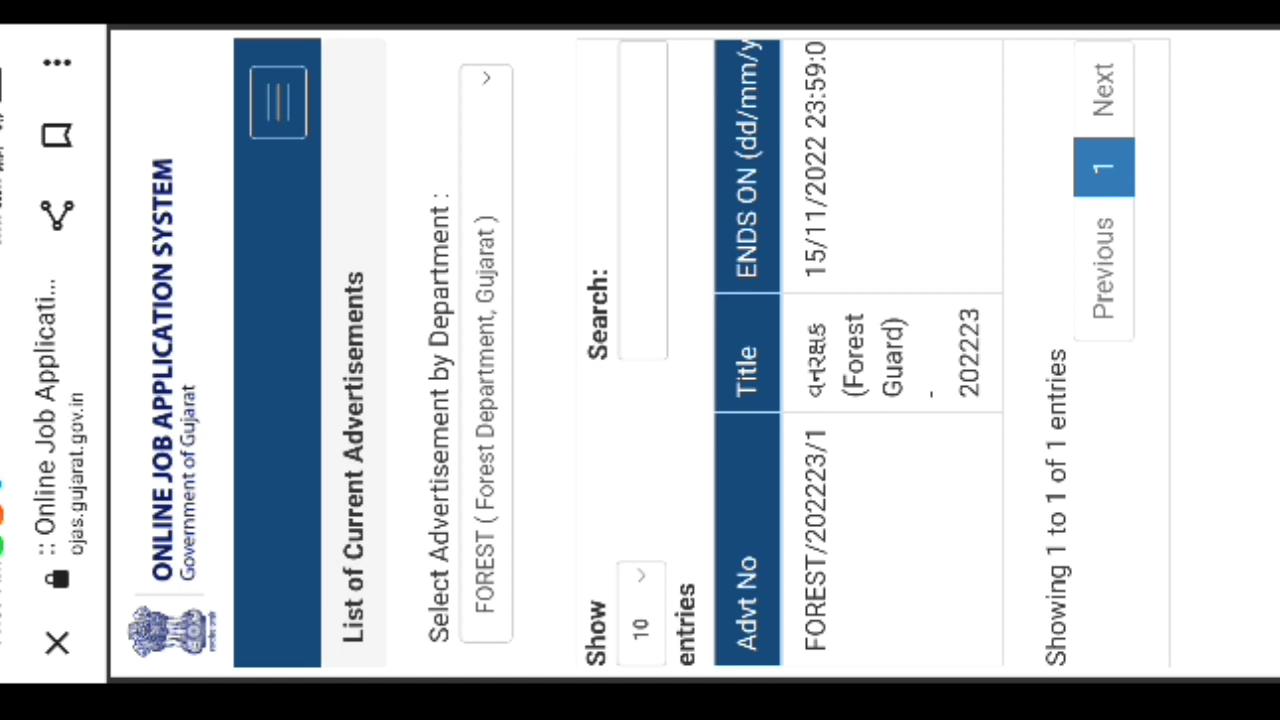 :: Online Job Applicati...
ojas.gujarat.gov.in
ONLINE JOB APPLICATION SYSTEM
Government of Gujarat
List of Current Advertisements
Select Advertisement by Department :
FOREST ( Forest Department, Gujarat )
Show
10
entries
Search:
Advt No Title ENDS ON (dd/mm/y
FOREST/202223/1 વનરક્ષક 15/11/2022 23:59:0
(Forest
Guard)
-
202223
Showing 1 to 1 of 1 entries
Previous 1 Next